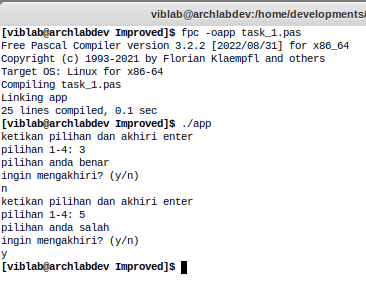 viblab@archlabdev:/home/developments/
[viblab@archlabdev Improved]$ fpc -oapp task_1.pas
Free Pascal Compiler version 3.2.2 [2022/08/31] for x86_64
Copyright (c) 1993-2021 by Florian Klaempfl and others
Target OS: Linux for x86-64
Compiling task_1.pas
Linking app
25 lines compiled, 0.1 sec
[viblab@archlabdev Improved]$ ./app
ketikan pilihan dan akhiri enter
pilihan 1-4: 3
pilihan anda benar
ingin mengakhiri? (y/n)
n
ketikan pilihan dan akhiri enter
pilihan 1-4: 5
pilihan anda salah
ingin mengakhiri? (y/n)
y
[viblab@archlabdev Improved]$